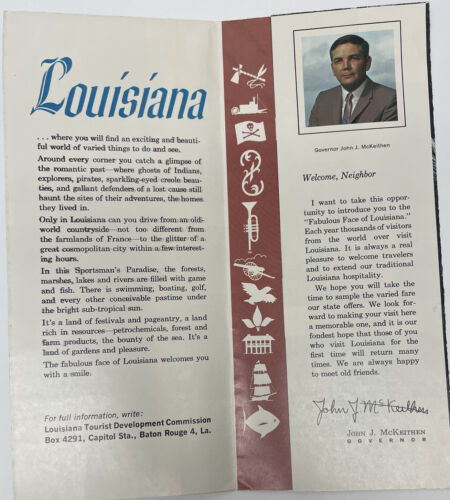 Louisiana
. . . where you will find an exciting and beauti-
ful world of varied things to do and see.
Around every corner you catch a glimpse of
the romantic past—where ghosts of Indians,
explorers, pirates, sparkling-eyed creole beau-
ties, and gallant defenders of a lost cause still
haunt the sites of their adventures, the homes
they lived in.
Only in Louisiana can you drive from an old-
world countryside—not too different from
the farmlands of France—to the glitter of a
great cosmopolitan city within a few interest-
ing hours.
In this Sportsman's Paradise, the forests,
marshes, lakes and rivers are filled with game
and fish. There is swimming, boating, golf,
and every other conceivable pastime under
the bright sub-tropical sun.
It's a land of festivals and pageantry, a land
rich in resources—petrochemicals, forest and
farm products, the bounty of the sea. It's a
land of gardens and pleasure.
The fabulous face of Louisiana welcomes you
with a smile.
For full information, write:
Louisiana Tourist Development Commission
Box 4291, Capitol Sta., Baton Rouge 4, La.
Governor John J. McKeithen
Welcome, Neighbor
I want to take this oppor-
tunity to introduce you to the
"Fabulous Face of Louisiana."
Each year thousands of visitors
from the world over visit
Louisiana. It is always a real
pleasure to welcome travelers
and to extend our traditional
Louisiana hospitality.
We hope you will take the
time to sample the varied fare
our state offers. We look for-
ward to making your visit here
a memorable one, and it is our
fondest hope that those of you
who visit Louisiana for the
first time will return many
times. We are always happy
to meet old friends.
John J. McKeithen
JOHN J. MCKEITHEN
GOVERNOR